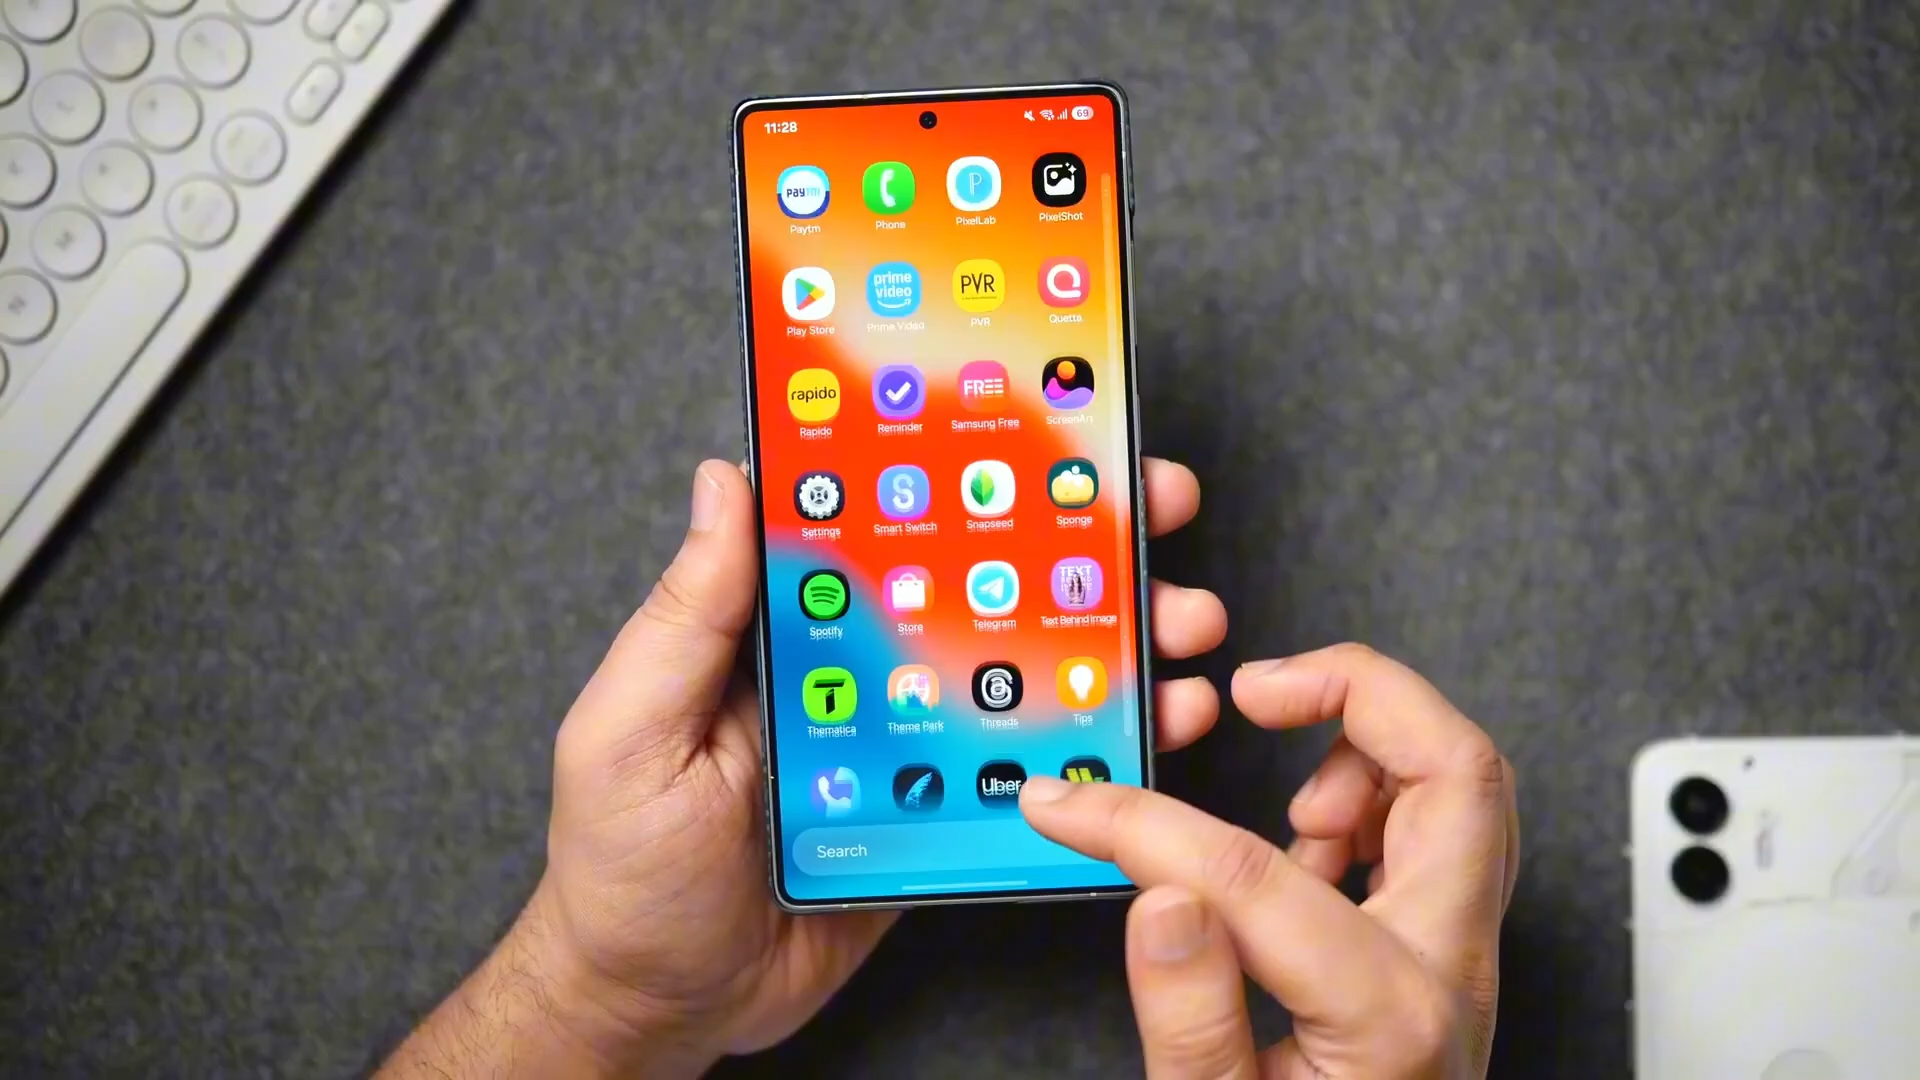 11:28
69
Paytm
Phone
P
PixelLab
PixelShot
Play Store
prime
video
Prime Video
PVR
PVR
Quetta
rapido
Rapido
Reminder
FREE
Samsung Free
ScreenArt
Settings
S
Smart Switch
Snapseed
Sponge
Spotify
Store
Telegram
TEXT
Text Behind Image
T
Thematica
Theme Park
Threads
Tips
Uber
Search